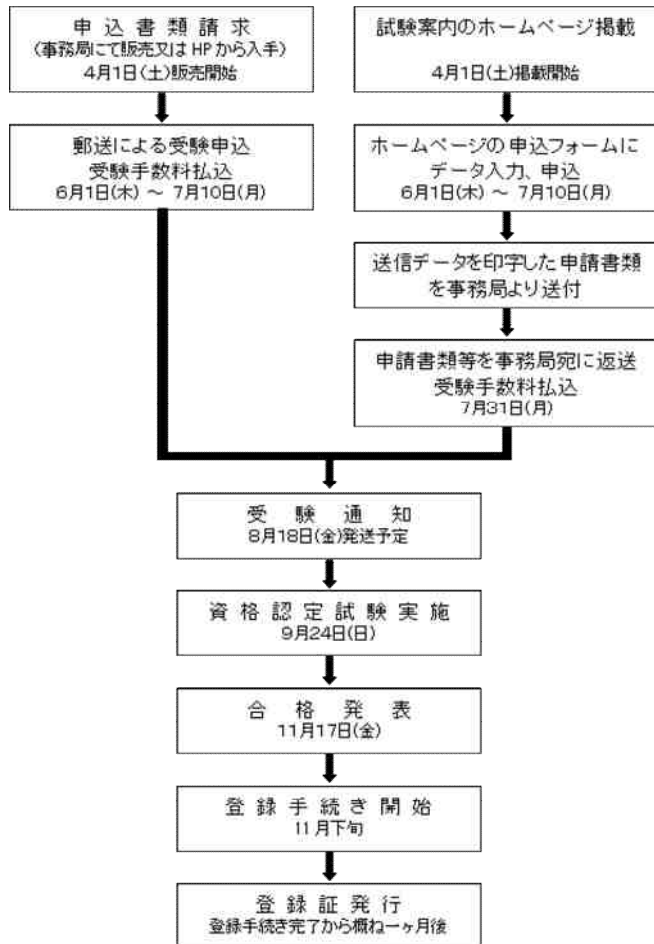 申込書類請求
(事務局にて販売又はHPから入手)
4月1日(土)販売開始
郵送による受験申込
受験手数料払込
6月1日(木) ～ 7月10日(月)
試験案内のホームページ掲載
4月1日(土)掲載開始
ホームページの申込フォームに
データ入力、申込
6月1日(木) ～ 7月10日(月)
送信データを印字した申請書類
を事務局より送付
申請書類等を事務局宛に返送
受験手数料払込
7月31日(月)
受験通知
8月18日(金)発送予定
資格認定試験実施
9月24日(日)
合格発表
11月17日(金)
登録手続き開始
11月下旬
登録証発行
登録手続き完了から概ね一ヶ月後